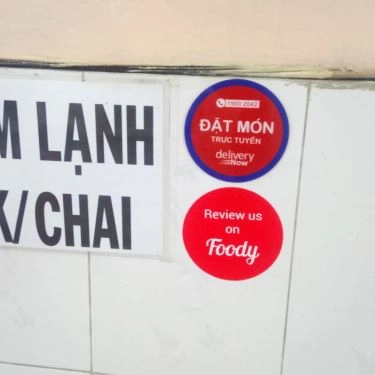 M LẠNH
K/ CHAI
1900 2042
ĐẶT MÓN
TRỰC TUYẾN
delivery
Now
Review us
on
Foody